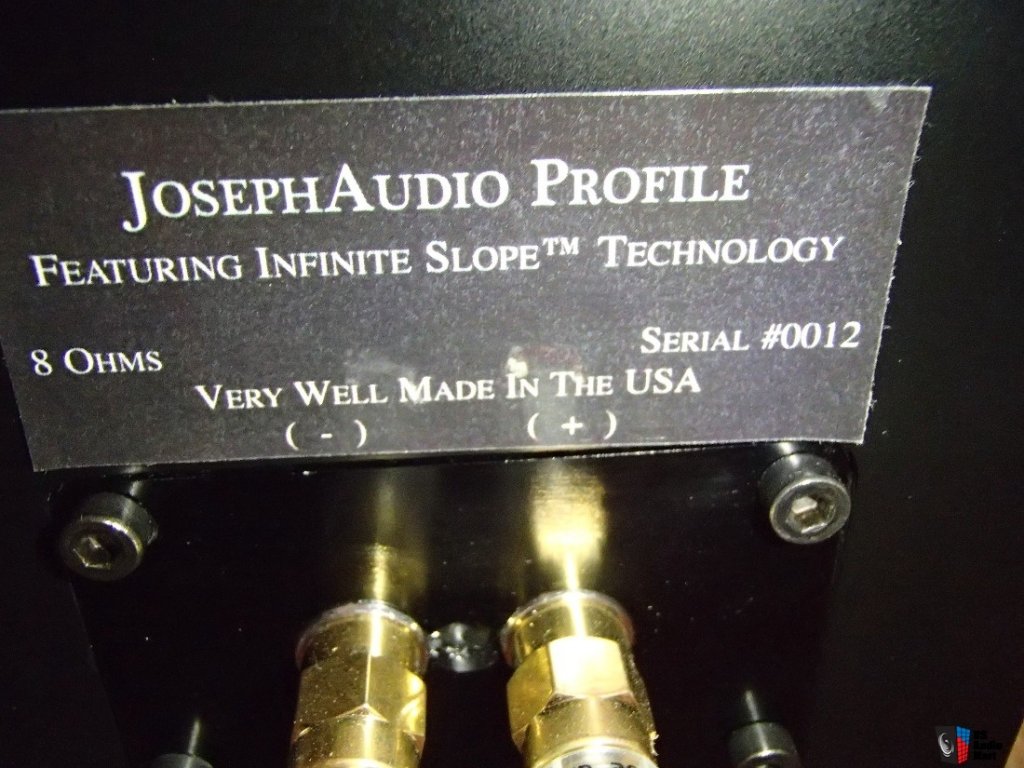 JOSEPHAUDIO PROFILE
FEATURING INFINITE SLOPE™ TECHNOLOGY
8 OHMS
SERIAL #0012
VERY WELL MADE IN THE USA
( - ) ( + )